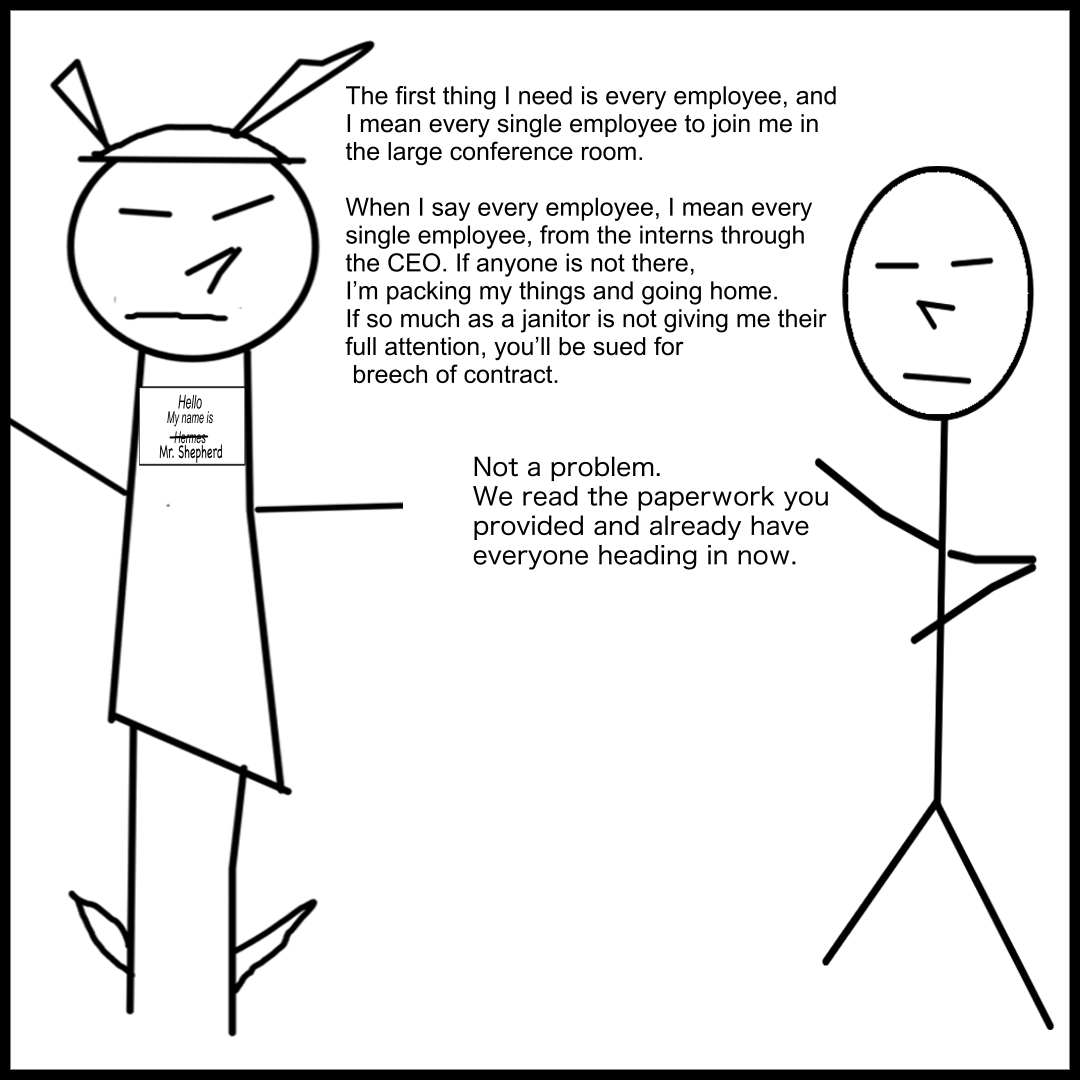 The first thing I need is every employee, and
I mean every single employee to join me in
the large conference room.
When I say every employee, I mean every
single employee, from the interns through
the CEO. If anyone is not there,
I’m packing my things and going home.
If so much as a janitor is not giving me their
full attention, you’ll be sued for
breech of contract.
Hello
My name is
Hermes
Mr. Shepherd
Not a problem.
We read the paperwork you
provided and already have
everyone heading in now.